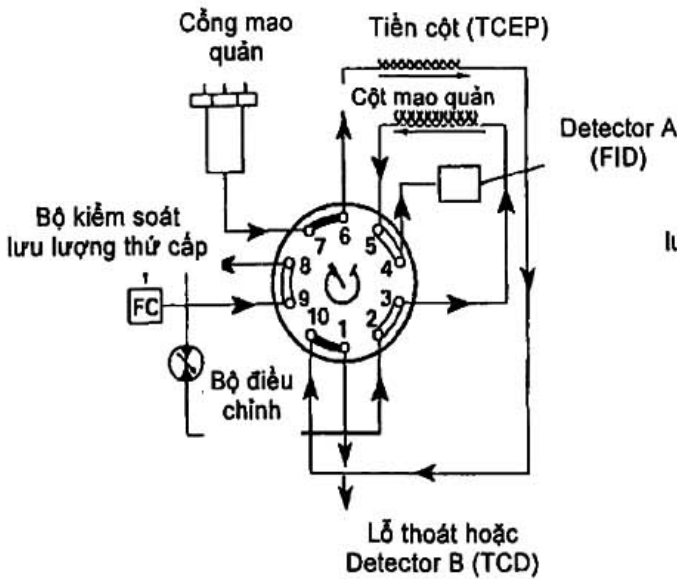 Cổng mao
quản
Tiền cột (TCEP)
Cột mao quản
Detector A
(FID)
Bộ kiểm soát
lưu lượng thứ cấp
lu
7
6
5
8
4
9
3
10
1
2
FC
Bộ điều
chỉnh
Lỗ thoát hoặc
Detector B (TCD)